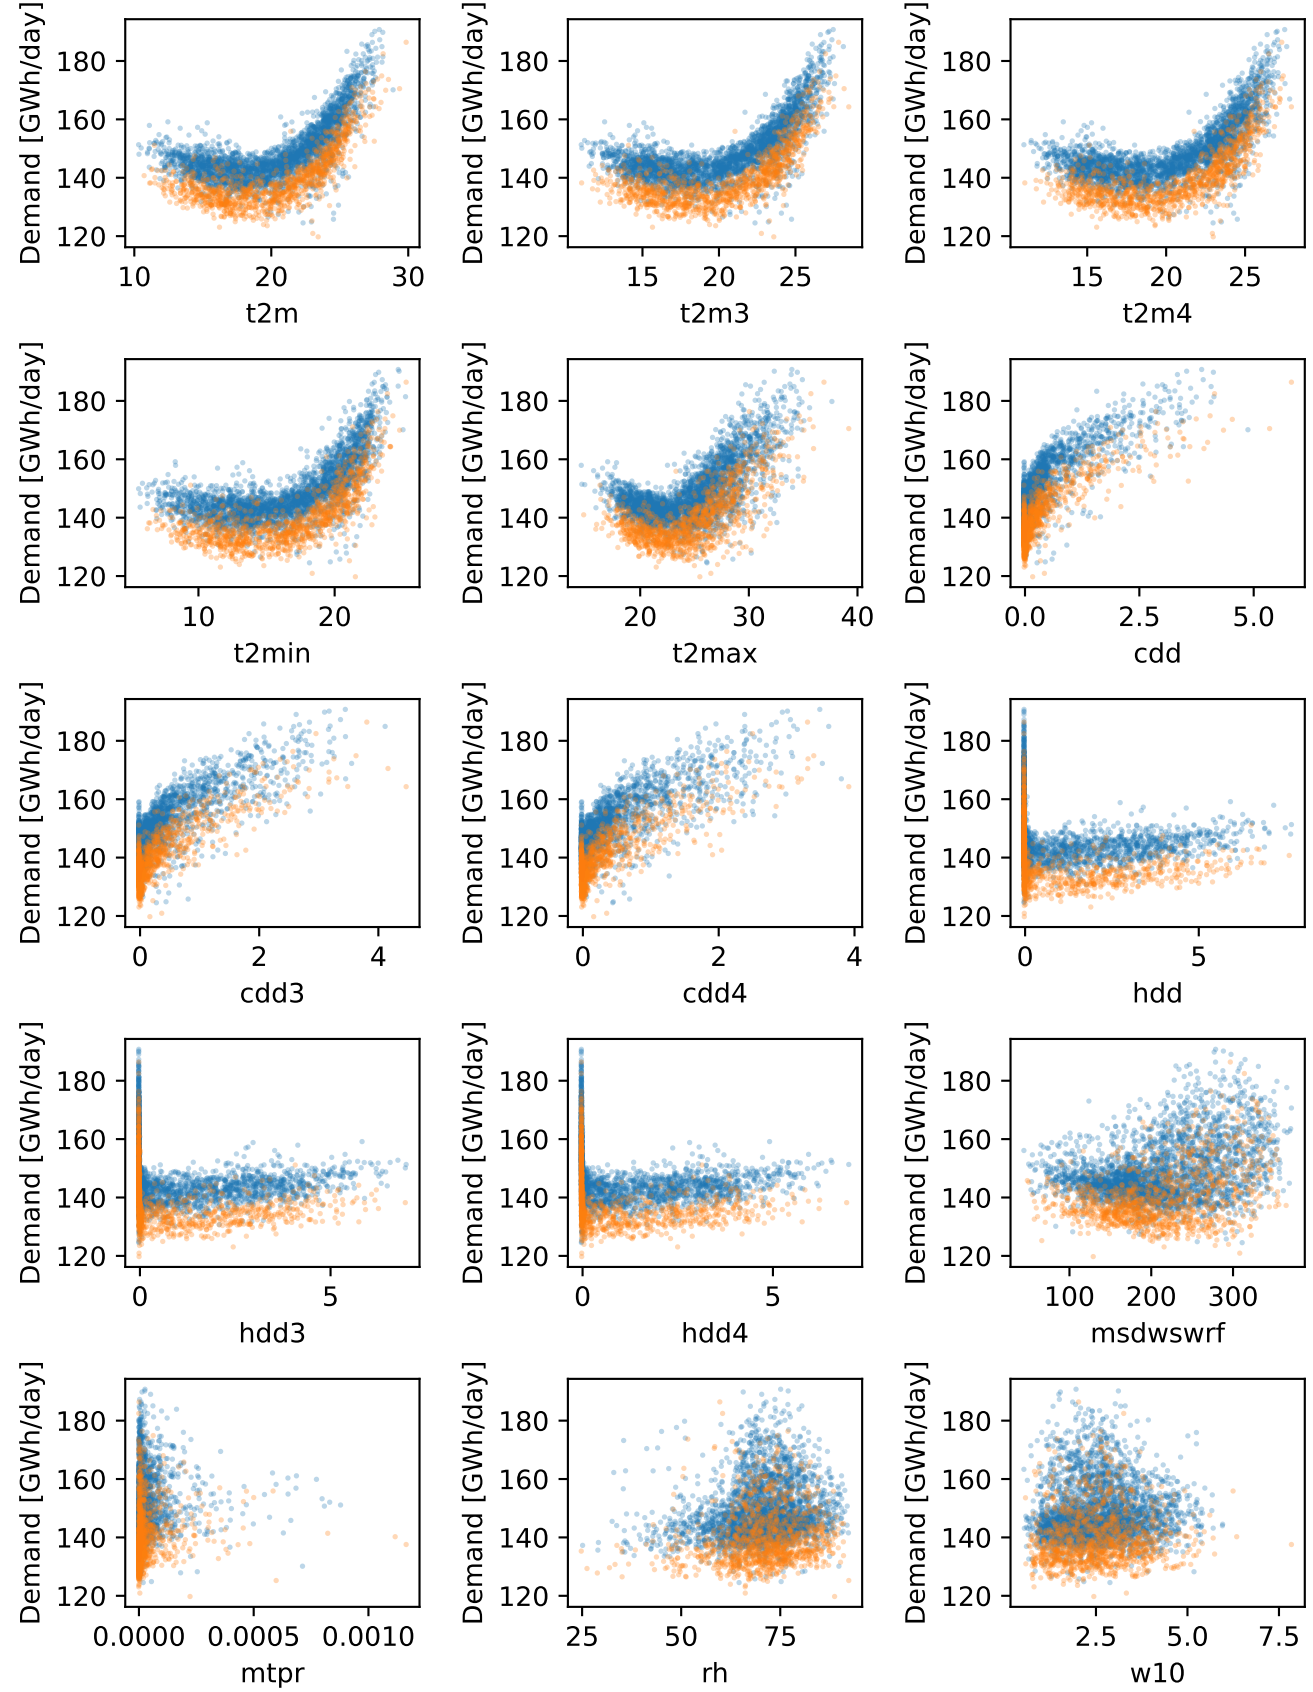 Demand [GWh/day]
180
160
140
120
10 20 30
t2m
Demand [GWh/day]
180
160
140
120
15 20 25
t2m3
Demand [GWh/day]
180
160
140
120
15 20 25
t2m4
Demand [GWh/day]
180
160
140
120
10 20
t2min
Demand [GWh/day]
180
160
140
120
20 30 40
t2max
Demand [GWh/day]
180
160
140
120
0.0 2.5 5.0
cdd
Demand [GWh/day]
180
160
140
120
0 2 4
cdd3
Demand [GWh/day]
180
160
140
120
0 2 4
cdd4
Demand [GWh/day]
180
160
140
120
0 5
hdd
Demand [GWh/day]
180
160
140
120
0 5
hdd3
Demand [GWh/day]
180
160
140
120
0 5
hdd4
Demand [GWh/day]
180
160
140
120
100 200 300
msdwswrf
Demand [GWh/day]
180
160
140
120
0.0000 0.0005 0.0010
mtpr
Demand [GWh/day]
180
160
140
120
25 50 75
rh
Demand [GWh/day]
180
160
140
120
2.5 5.0 7.5
w10